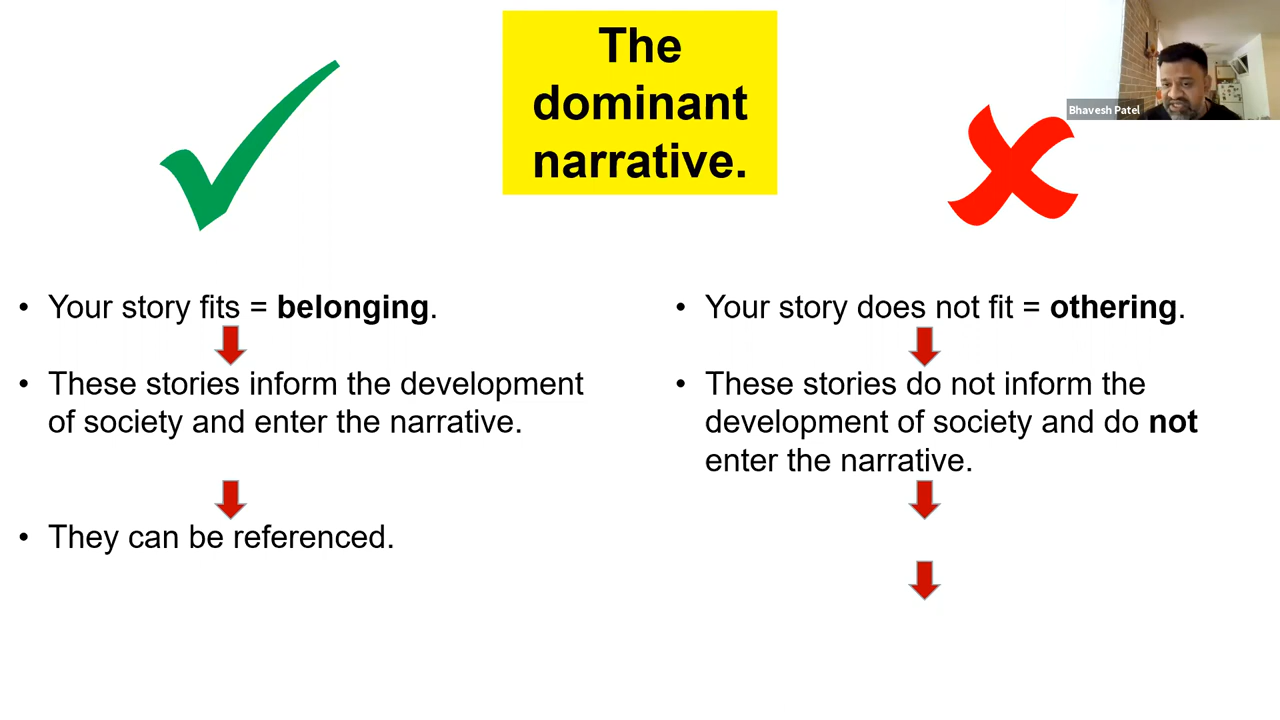 The
dominant
narrative.
Bhavesh Patel
• Your story fits = belonging.
• These stories inform the development
of society and enter the narrative.
• They can be referenced.
• Your story does not fit = othering.
• These stories do not inform the
development of society and do not
enter the narrative.